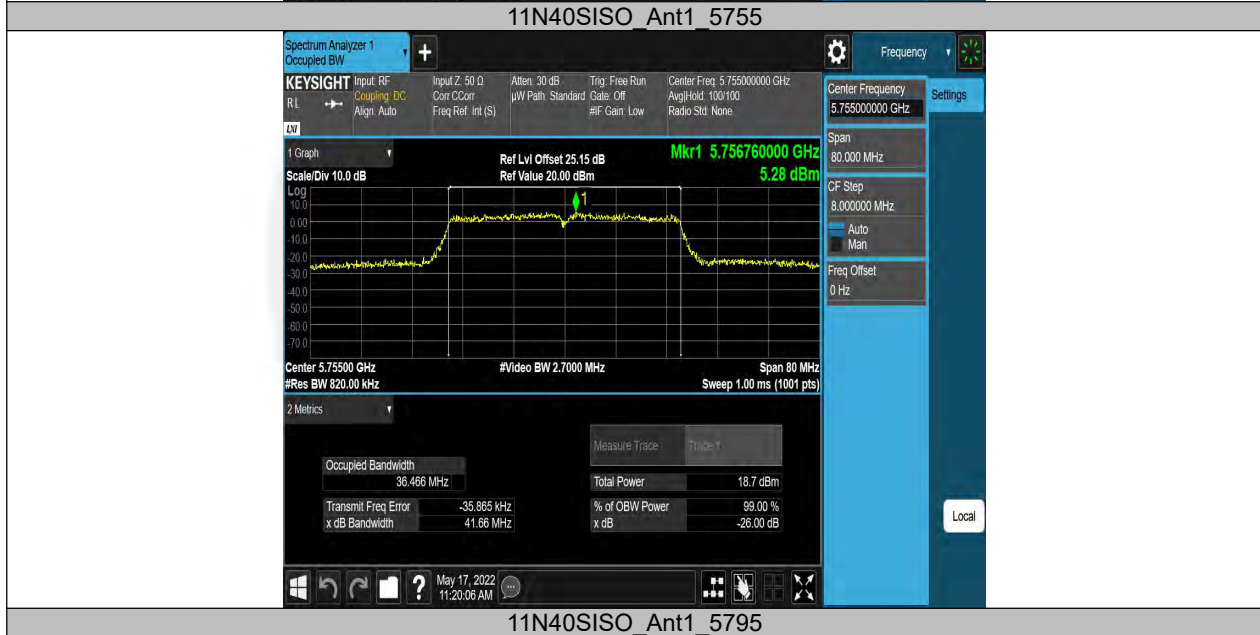 11N40SISO_Ant1_5755
Spectrum Analyzer 1
Occupied BW
Frequency
KEYSIGHT
R L
LXI
Input: RF
Coupling: DC
Align: Auto
Input Z: 50 Ω
Corr CCorr
Freq Ref: Int (S)
Atten: 30 dB
µW Path: Standard
Trig: Free Run
Gate: Off
#IF Gain: Low
Center Freq: 5.755000000 GHz
Avg|Hold: 100/100
Radio Std: None
Center Frequency
5.755000000 GHz
Settings
Span
80.000 MHz
CF Step
8.000000 MHz
Auto
Man
Freq Offset
0 Hz
1 Graph
Scale/Div 10.0 dB
Ref Lvl Offset 25.15 dB
Ref Value 20.00 dBm
Mkr1 5.756760000 GHz
5.28 dBm
Log
1
10.0
0.00
-10.0
-20.0
-30.0
-40.0
-50.0
-60.0
-70.0
Center 5.75500 GHz
#Video BW 2.7000 MHz
Span 80 MHz
#Res BW 820.00 kHz
Sweep 1.00 ms (1001 pts)
2 Metrics
Measure Trace
Trace 1
Occupied Bandwidth
36.466 MHz
Total Power
18.7 dBm
Transmit Freq Error
-35.865 kHz
% of OBW Power
99.00 %
x dB Bandwidth
41.66 MHz
x dB
-26.00 dB
Local
May 17, 2022
11:20:06 AM
11N40SISO_Ant1_5795